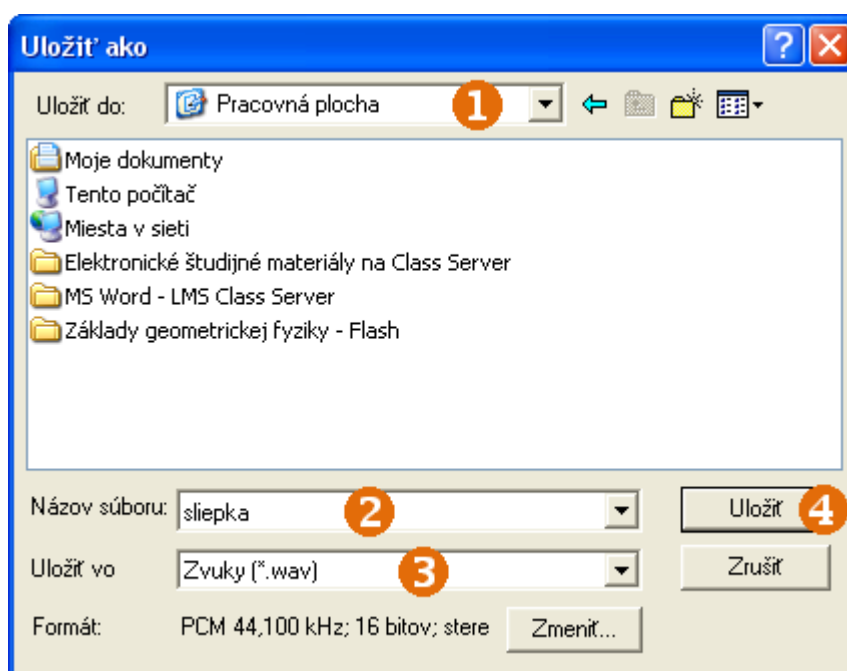 Uložiť ako
Uložiť do: Pracovná plocha 1
Moje dokumenty
Tento počítač
Miesta v sieti
Elektronické študijné materiály na Class Server
MS Word - LMS Class Server
Základy geometrickej fyziky - Flash
Názov súboru: sliepka 2 Uložiť 4
Uložiť vo Zvuky (*.wav) 3 Zrušiť
Formát: PCM 44,100 kHz; 16 bitov; stere Zmeniť...